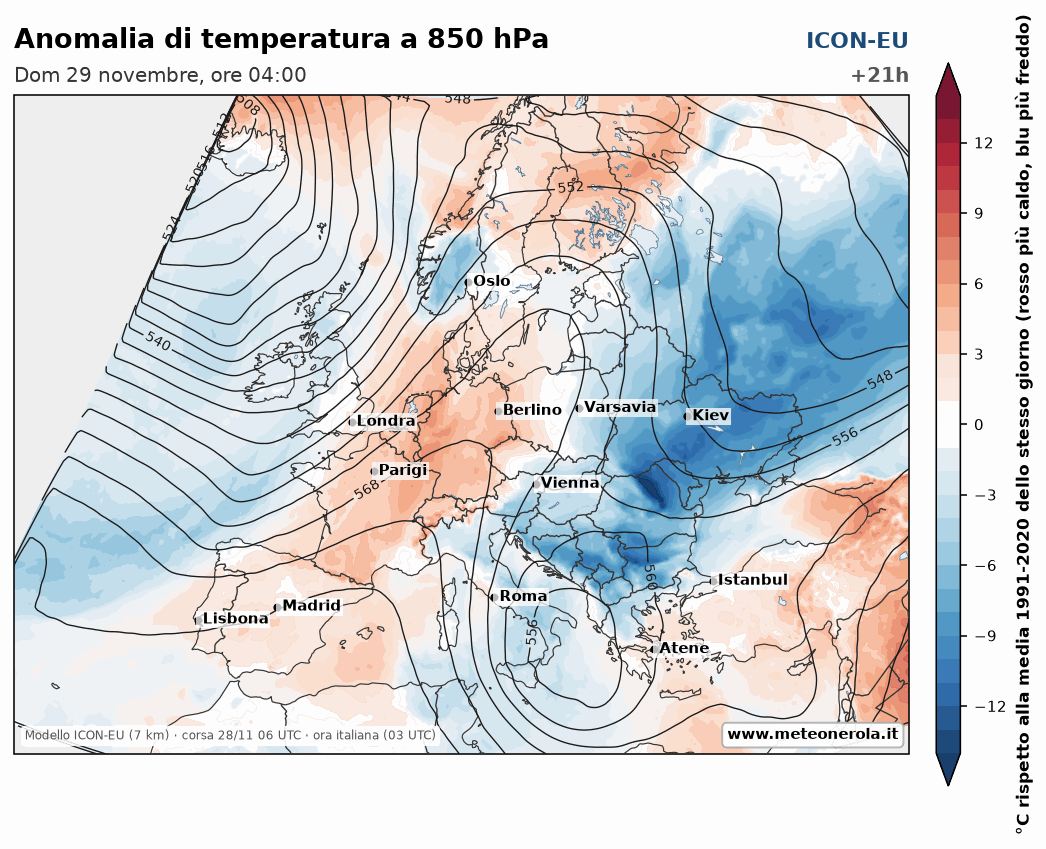 Anomalia di temperatura a 850 hPa
ICON-EU
Dom 29 novembre, ore 04:00
+21h
508
512
516
520
524
540
548
552
548
556
568
560
556
Oslo
Londra
Berlino
Varsavia
Kiev
Parigi
Vienna
Roma
Istanbul
Madrid
Lisbona
Atene
Modello ICON-EU (7 km) · corsa 28/11 06 UTC · ora italiana (03 UTC)
www.meteonerola.it
12
9
6
3
0
−3
−6
−9
−12
°C rispetto alla media 1991-2020 dello stesso giorno (rosso più caldo, blu più freddo)